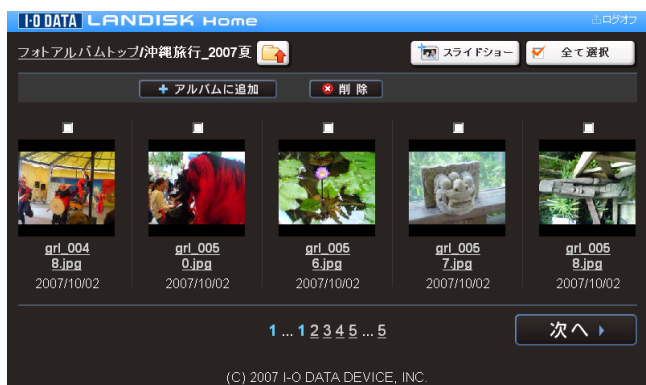 I-O DATA LANDISK Home
ログオフ
フォトアルバムトップ/沖縄旅行_2007夏
スライドショー
全て選択
アルバムに追加
削除
grl_004
8.jpg
2007/10/02
grl_005
0.jpg
2007/10/02
grl_005
6.jpg
2007/10/02
grl_005
7.jpg
2007/10/02
grl_005
8.jpg
2007/10/02
1 ... 1 2 3 4 5 ... 5
次へ
(C) 2007 I-O DATA DEVICE, INC.